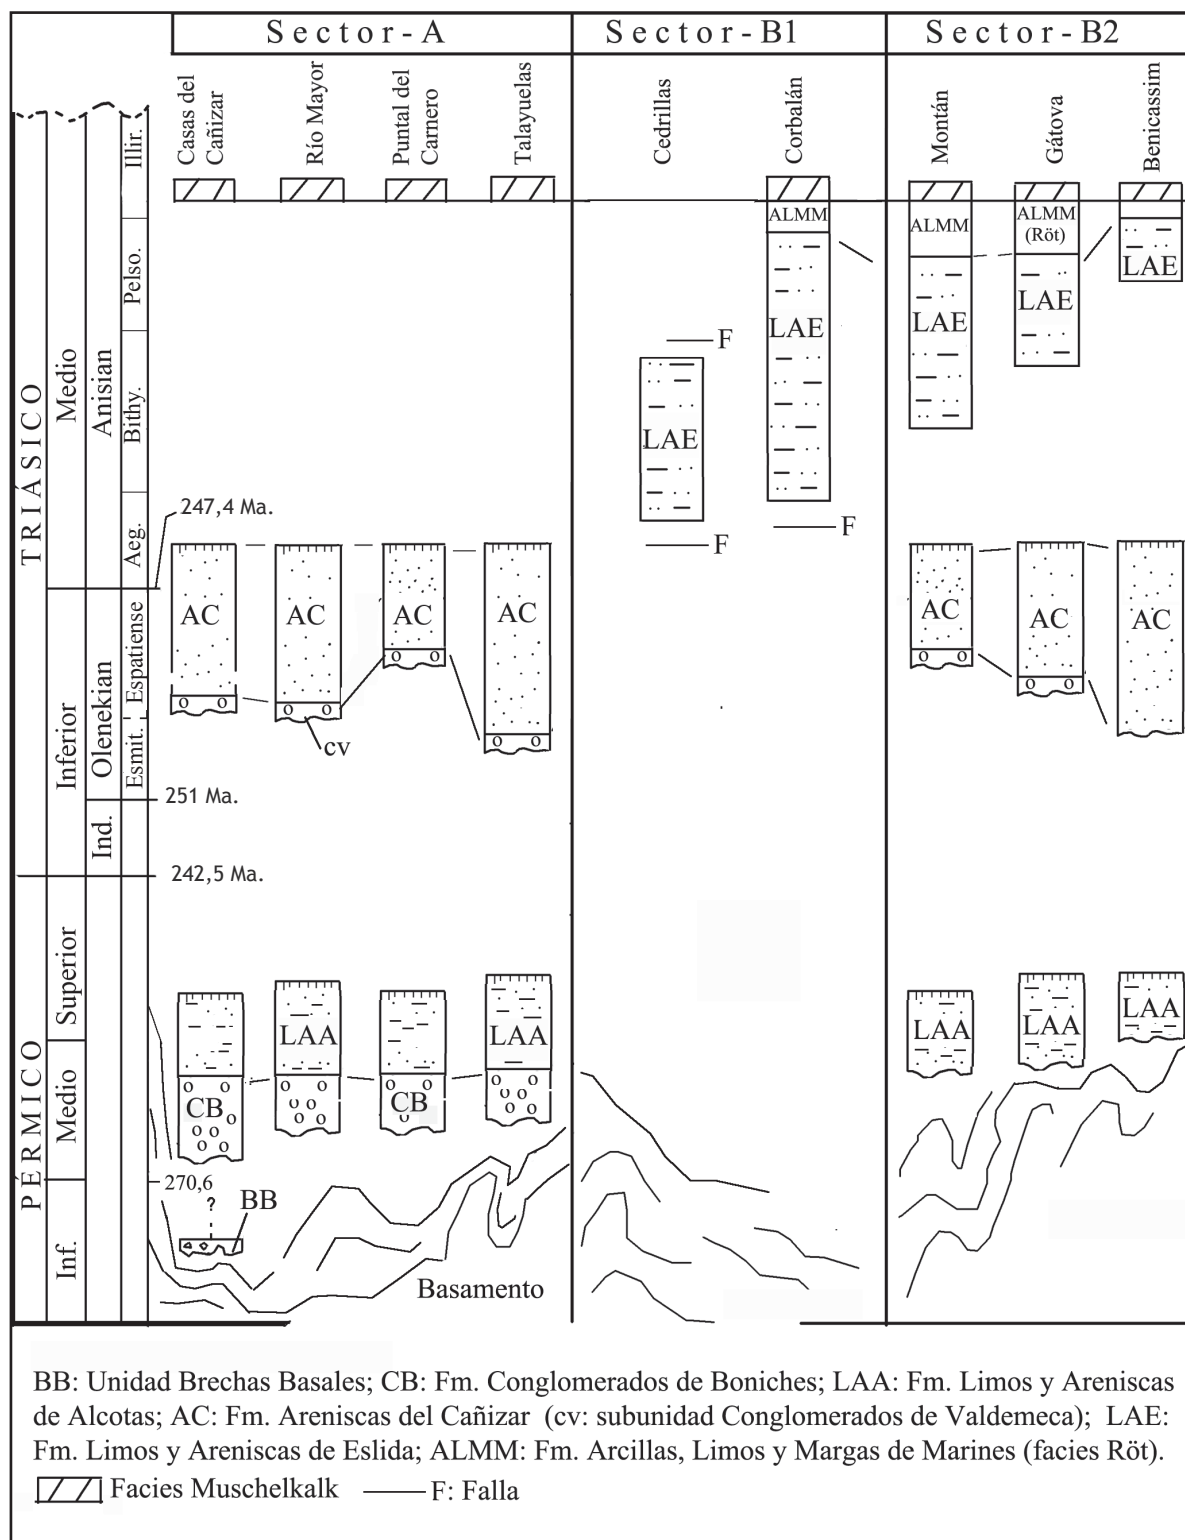 Sector-A Sector-B1 Sector-B2
Casas del
Cañizar
Río Mayor
Puntal del
Carnero
Talayuelas
Cedrillas
Corbalán
Montán
Gátova
Benicassim
TRIÁSICO
PERMICO
Medio
Inferior
Superior
Medio
Inf.
Anisian
Olenekian
Ind.
Illir.
Pelso.
Bithy.
Aeg.
Espatiense
Esmit.
247,4 Ma.
251 Ma.
242,5 Ma.
270,6
?
BB
AC
AC
AC
AC
cv
LAA
LAA
CB
CB
Basamento
F
LAE
F
ALMM
LAE
F
ALMM
LAE
ALMM
(Röt)
LAE
LAE
AC
AC
AC
LAA
LAA
LAA
BB: Unidad Brechas Basales; CB: Fm. Conglomerados de Boniches; LAA: Fm. Limos y Areniscas
de Alcotas; AC: Fm. Areniscas del Cañizar (cv: subunidad Conglomerados de Valdemeca); LAE:
Fm. Limos y Areniscas de Eslida; ALMM: Fm. Arcillas, Limos y Margas de Marines (facies Röt).
Facies Muschelkalk F: Falla